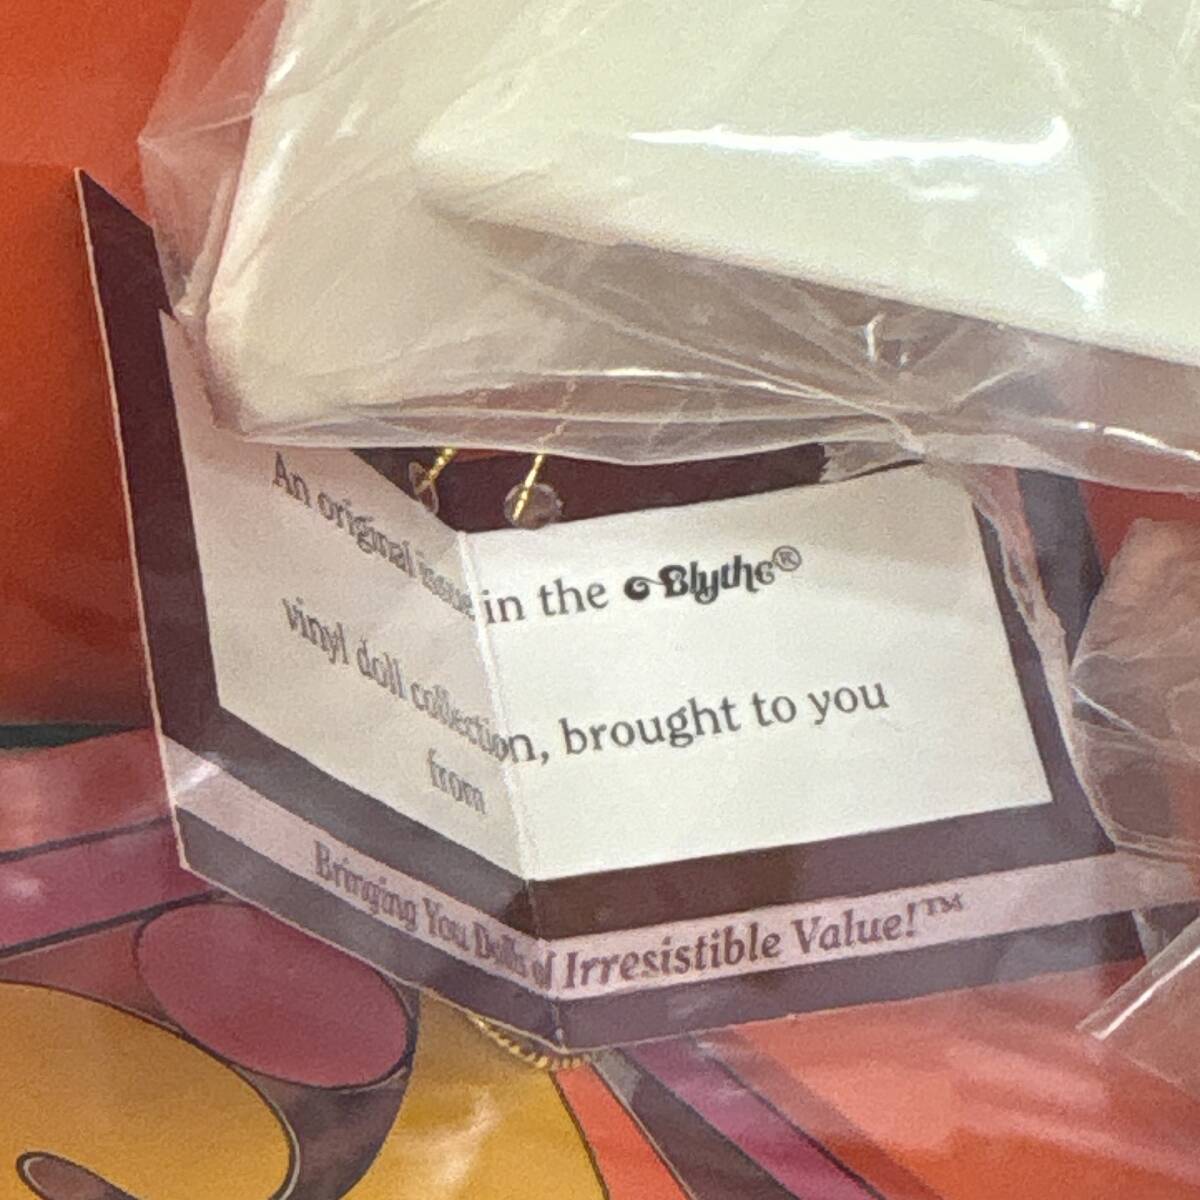 An original issue in the Blythe®
vinyl doll collection, brought to you
from
Bringing You Dolls of Irresistible Value!™